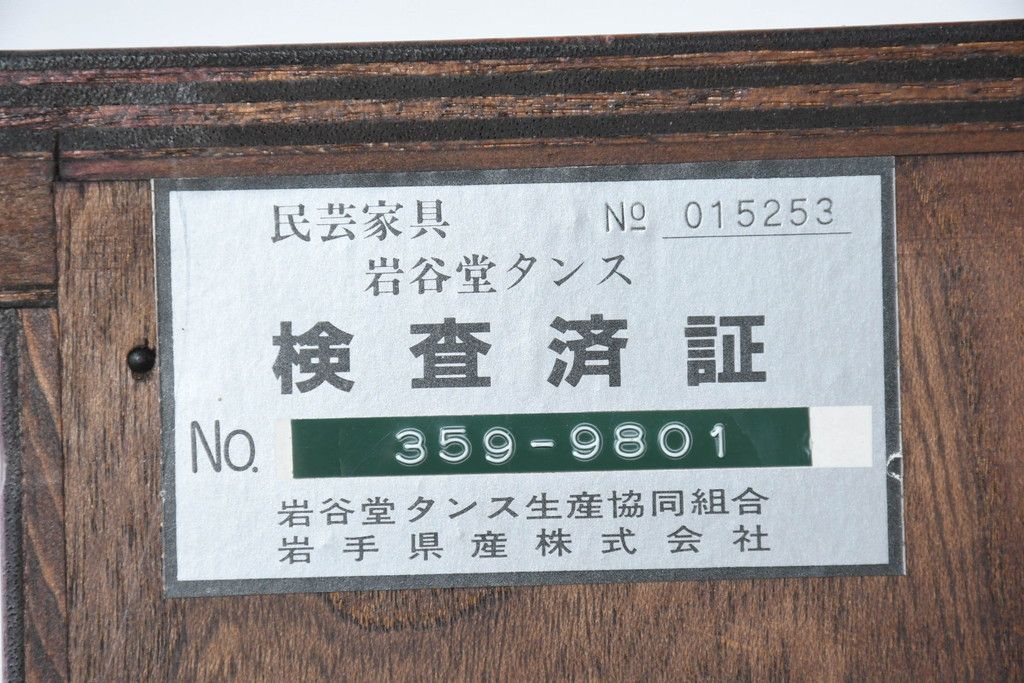 民芸家具 № 015253
岩谷堂タンス
検査済証
No. 359-9801
岩谷堂タンス生産協同組合
岩手県産株式会社